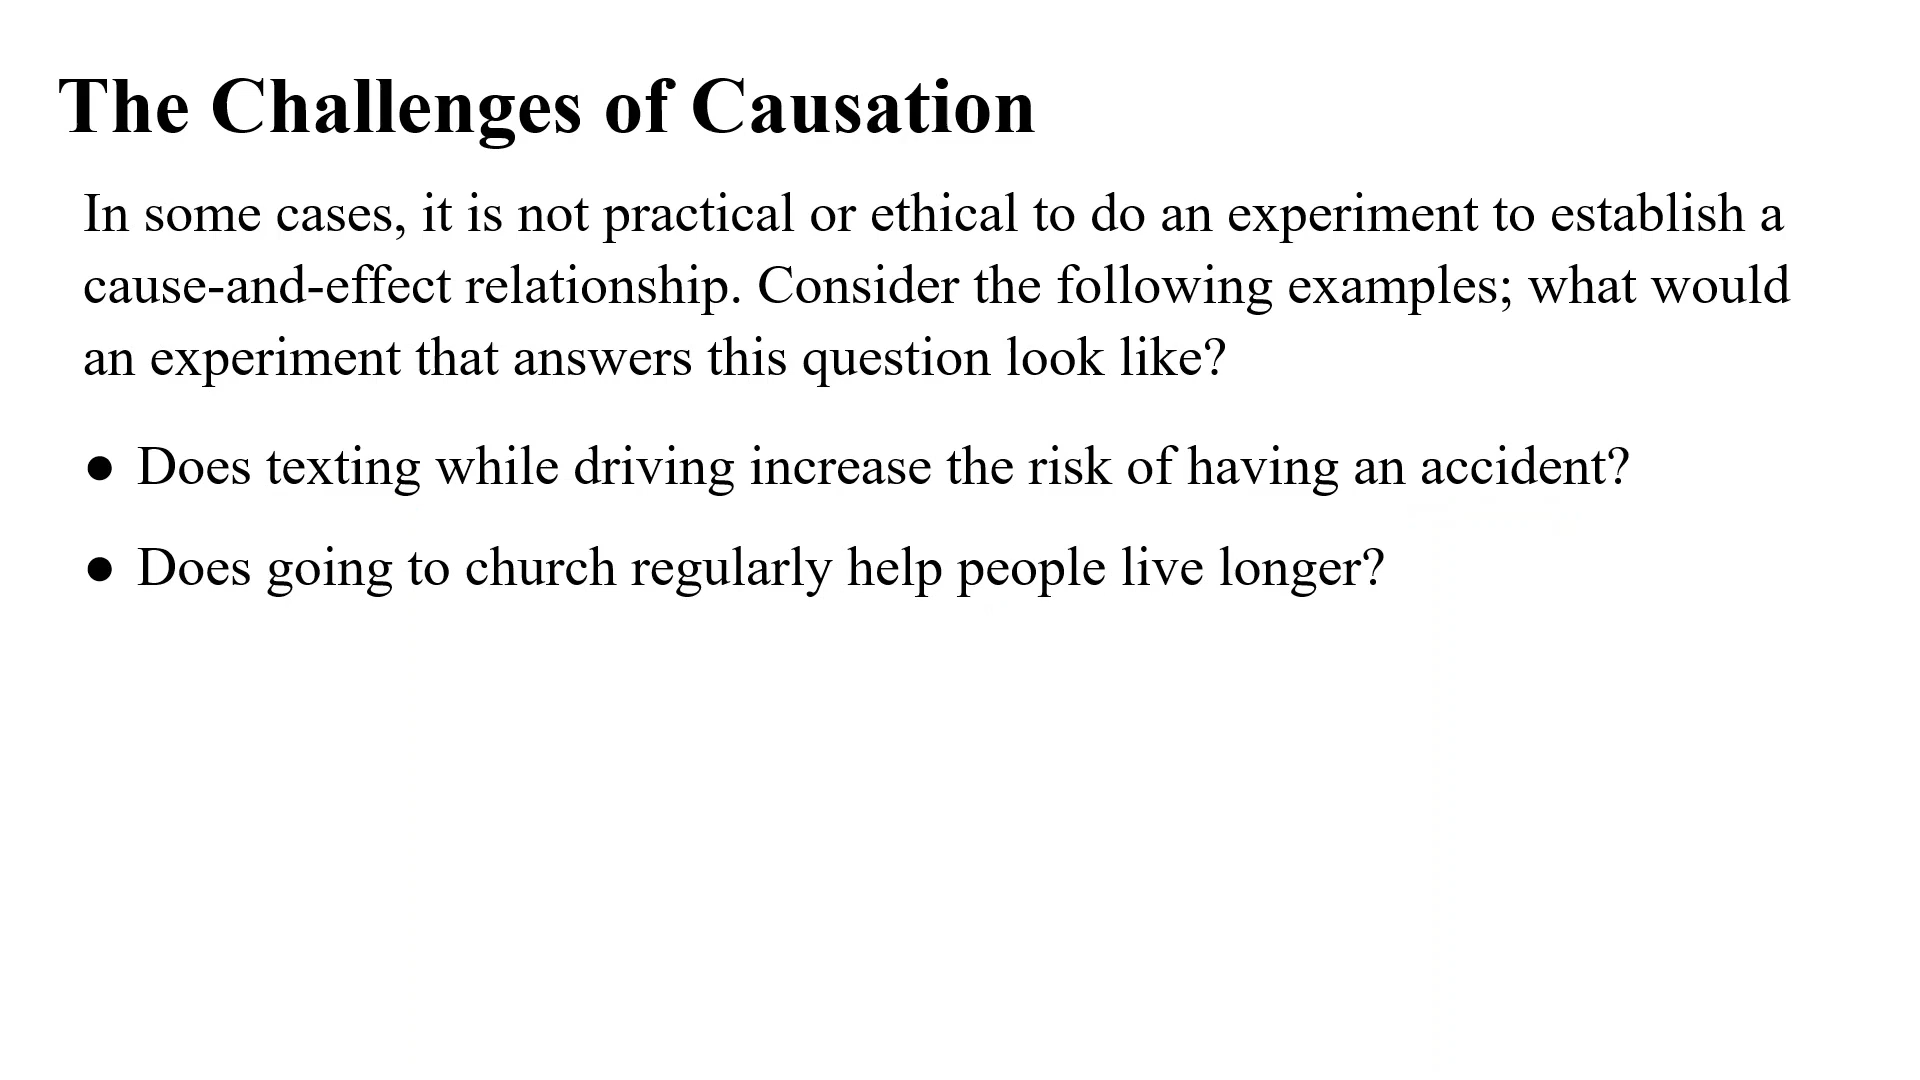 The Challenges of Causation
In some cases, it is not practical or ethical to do an experiment to establish a
cause-and-effect relationship. Consider the following examples; what would
an experiment that answers this question look like?
● Does texting while driving increase the risk of having an accident?
● Does going to church regularly help people live longer?